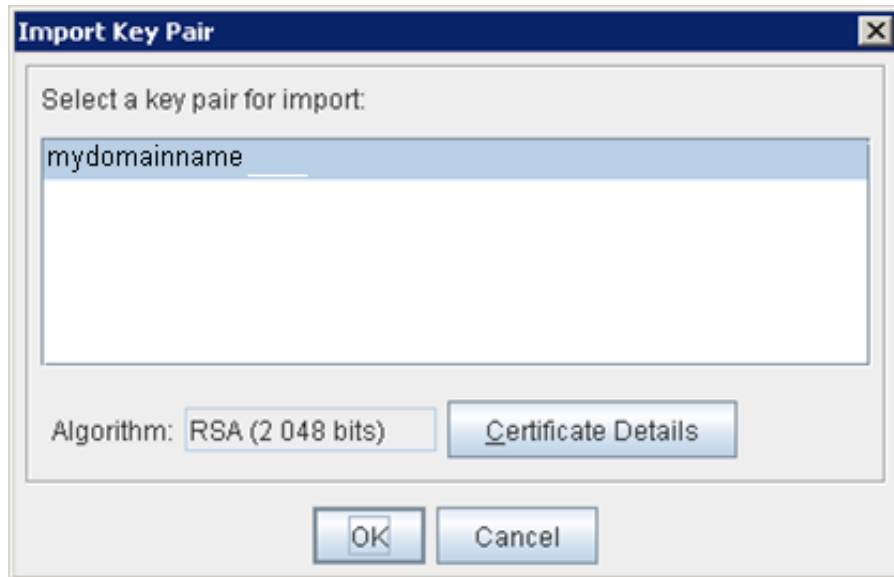 Import Key Pair
Select a key pair for import:
mydomainname
Algorithm: RSA (2 048 bits) Certificate Details
OK Cancel